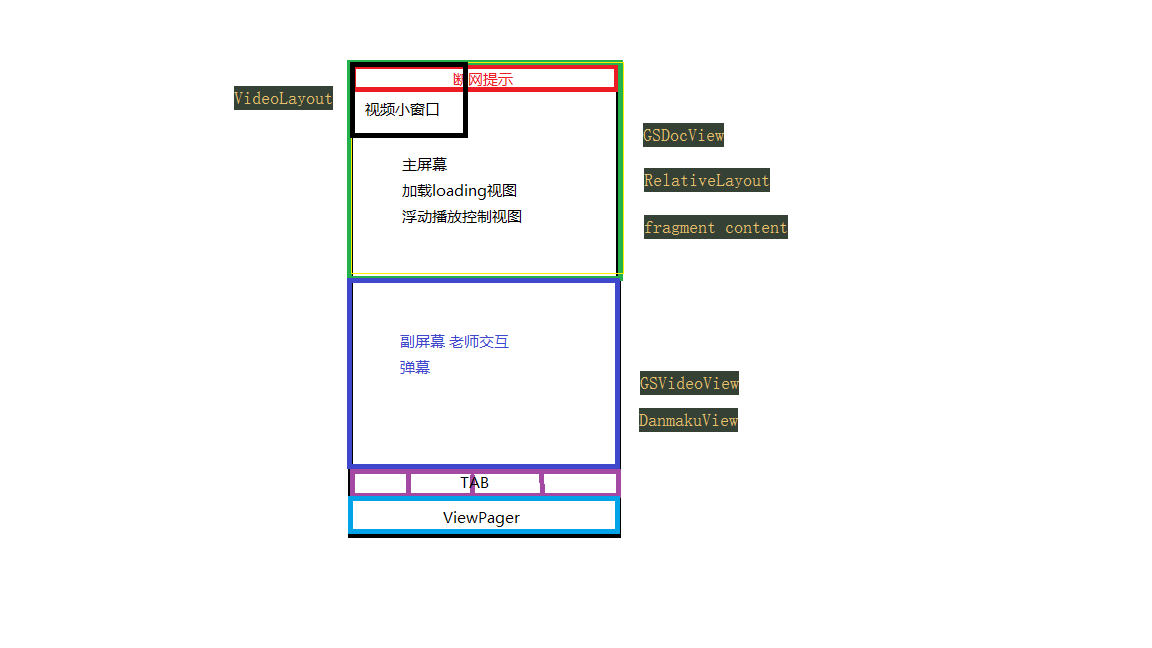 断网提示
VideoLayout
视频小窗口
GSDocView
主屏幕
RelativeLayout
加载loading视图
浮动播放控制视图
fragment content
副屏幕 老师交互
弹幕
GSVideoView
DanmakuView
TAB
ViewPager